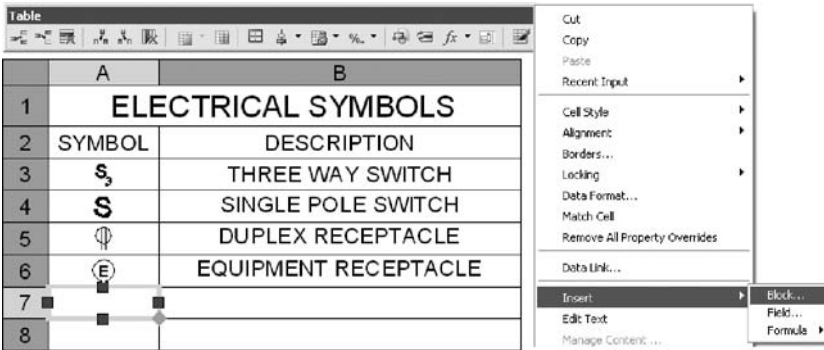 Table
A B
1 ELECTRICAL SYMBOLS
2 SYMBOL DESCRIPTION
3 S3 THREE WAY SWITCH
4 S SINGLE POLE SWITCH
5 DUPLEX RECEPTACLE
6 E EQUIPMENT RECEPTACLE
7
8
Cut
Copy
Paste
Recent Input
Cell Style
Alignment
Borders...
Locking
Data Format...
Match Cell
Remove All Property Overrides
Data Link...
Insert
Edit Text
Manage Content ...
Block...
Field...
Formula